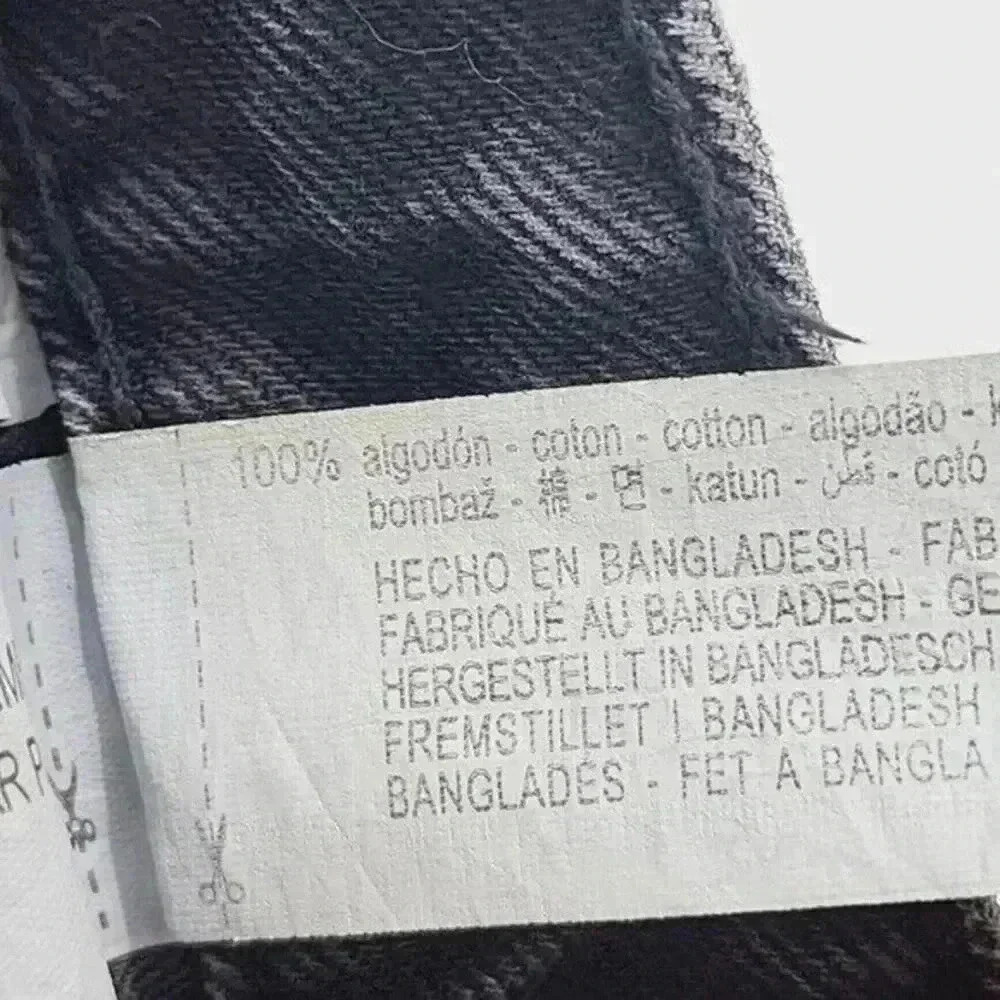 100% algodón - coton - cotton - algodão - k
bombaž - 棉 - 면 - katun - قطن - cotó
HECHO EN BANGLADESH - FAB
FABRIQUÉ AU BANGLADESH - GE
HERGESTELLT IN BANGLADESCH
FREMSTILLET I BANGLADESH
BANGLADÉS - FET A BANGLA
M
RP